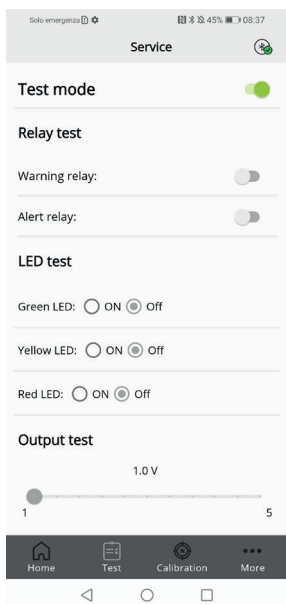 Solo emergenza 45% 08:37
Service
Test mode
Relay test
Warning relay:
Alert relay:
LED test
Green LED: ON Off
Yellow LED: ON Off
Red LED: ON Off
Output test
1.0 V
1 5
Home Test Calibration More